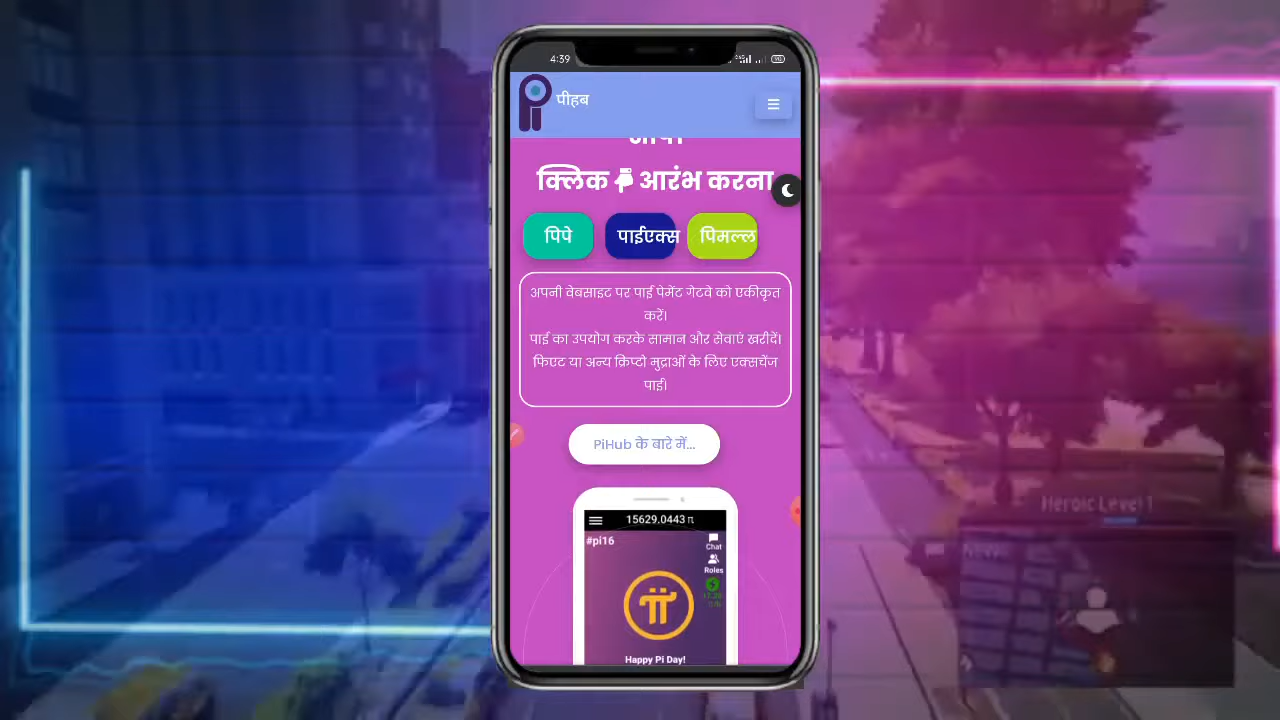 4:39
पीहब
क्लिक आरंभ करना
पिपे
पाईएक्स
पिमल्ल
अपनी वेबसाइट पर पाई पेमेंट गेटवे को एकीकृत
करें।
पाई का उपयोग करके सामान और सेवाएं खरीदें।
फिएट या अन्य क्रिप्टो मुद्राओं के लिए एक्सचेंज
पाई।
PiHub के बारे में...
15629.0443 π
#pi16
Chat
Roles
Happy Pi Day!
Heroic Level 1